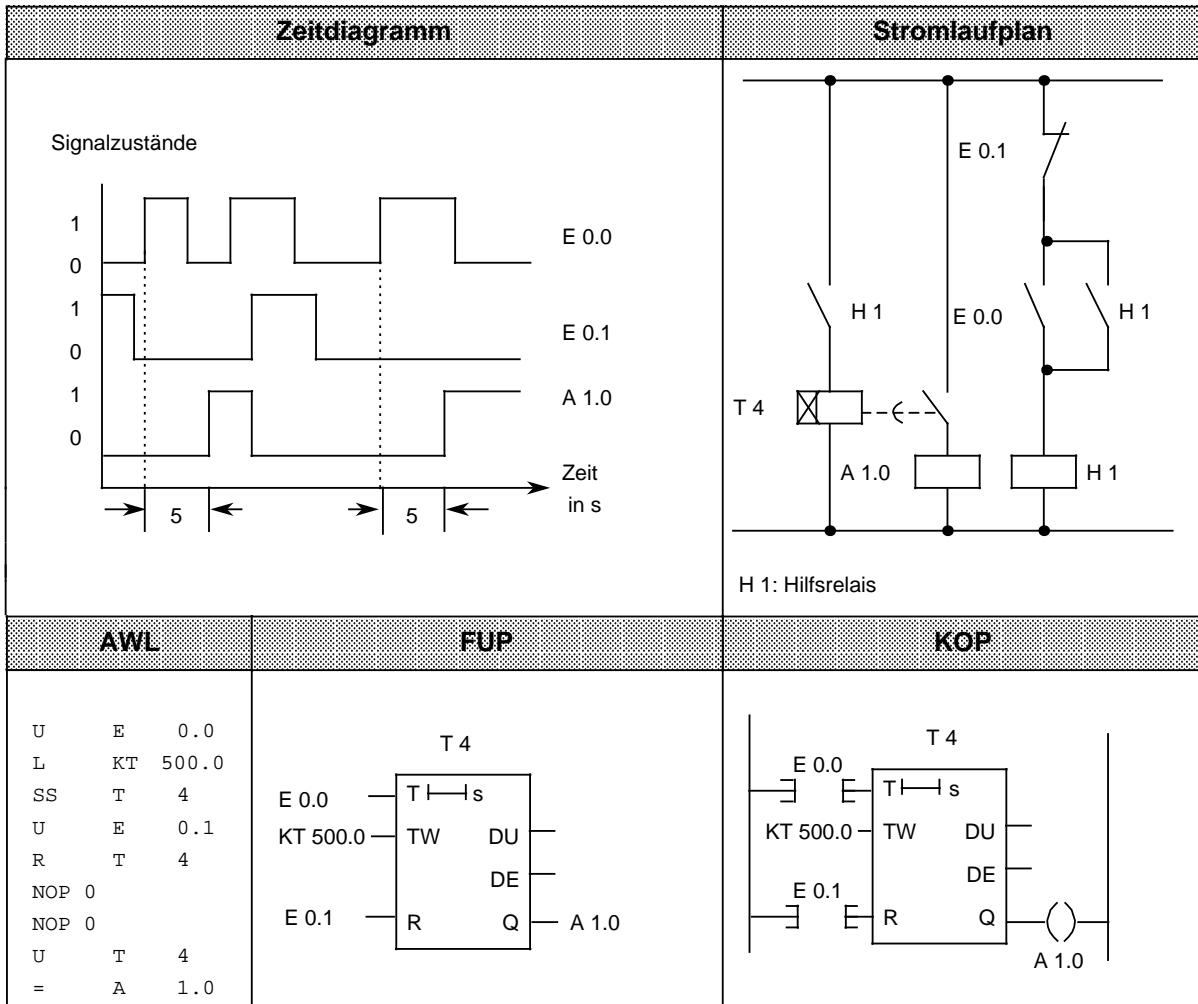 Zeitdiagramm
Stromlaufplan
Signalzustände
1
0
E 0.0
1
0
E 0.1
1
0
A 1.0
Zeit
in s
5
5
E 0.1
H 1
E 0.0
H 1
T 4
A 1.0
H 1
H 1: Hilfsrelais
AWL
FUP
KOP
U E 0.0
L KT 500.0
SS T 4
U E 0.1
R T 4
NOP 0
NOP 0
U T 4
= A 1.0
T 4
E 0.0 T s
KT 500.0 TW DU
DE
E 0.1 R Q A 1.0
T 4
E 0.0
T s
KT 500.0 TW DU
DE
E 0.1
R Q
A 1.0